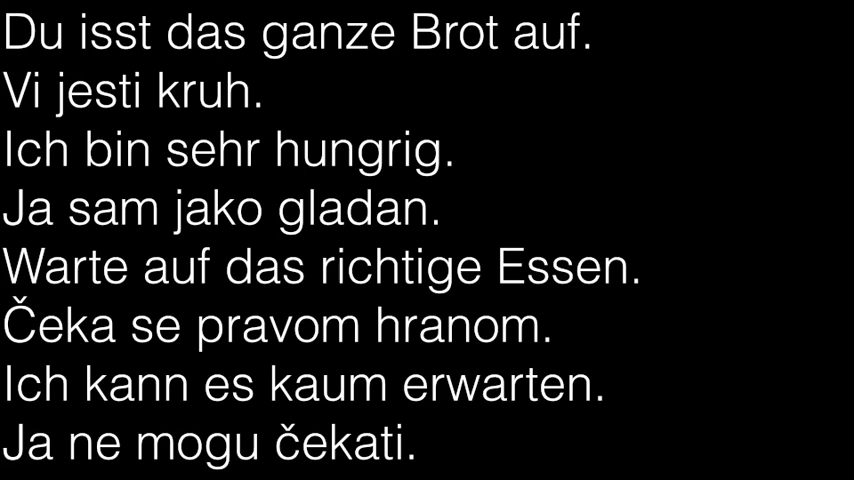 Du isst das ganze Brot auf.
Vi jesti kruh.
Ich bin sehr hungrig.
Ja sam jako gladan.
Warte auf das richtige Essen.
Čeka se pravom hranom.
Ich kann es kaum erwarten.
Ja ne mogu čekati.